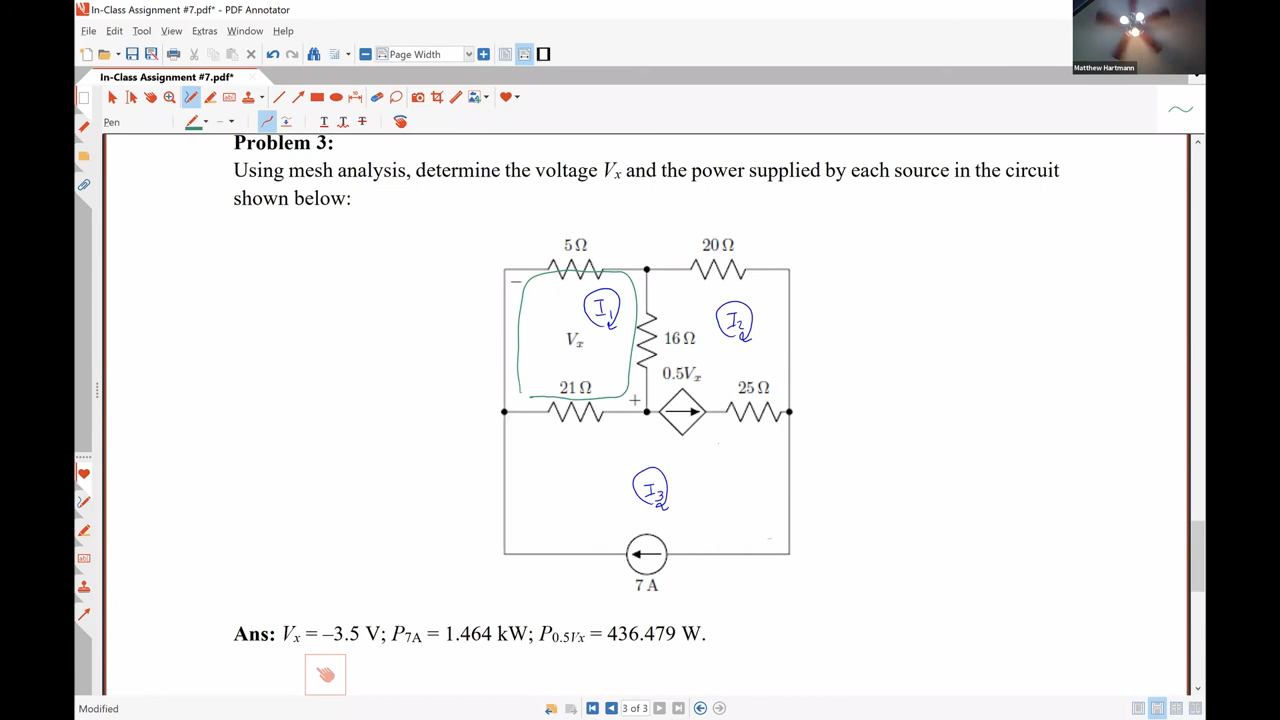 In-Class Assignment #7.pdf* - PDF Annotator
File Edit Tool View Extras Window Help
Page Width
Matthew Hartmann
In-Class Assignment #7.pdf*
Pen
Problem 3:
Using mesh analysis, determine the voltage Vx and the power supplied by each source in the circuit
shown below:
5 Ω 20 Ω
−
I1 I2
Vx 16 Ω
0.5Vx
21 Ω 25 Ω
+
I3
7 A
Ans: Vx = –3.5 V; P7A = 1.464 kW; P0.5Vx = 436.479 W.
Modified
3 of 3